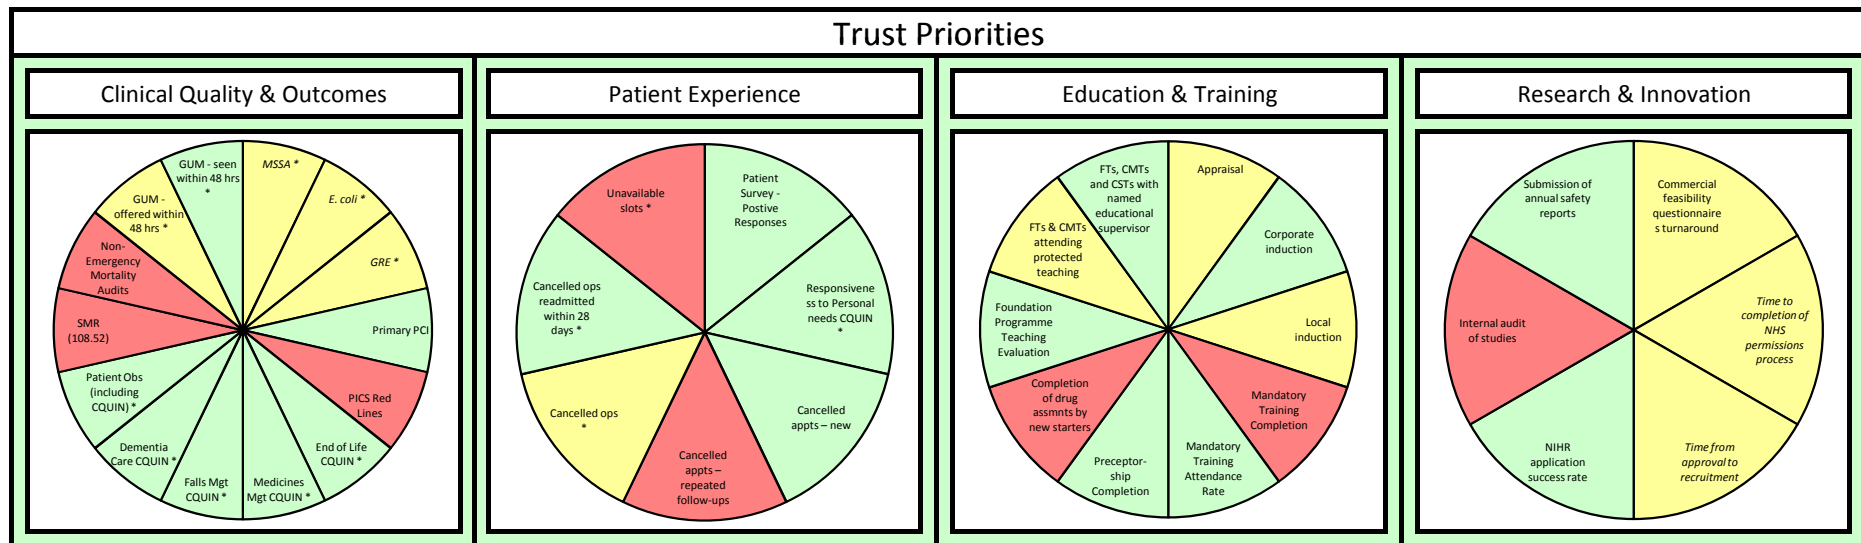 Trust Priorities
Clinical Quality & Outcomes
GUM - seen
within 48 hrs
*
MSSA *
E. coli *
GRE *
Primary PCI
PICS Red
Lines
End of Life
CQUIN *
Medicines
Mgt CQUIN *
Falls Mgt
CQUIN *
Dementia
Care CQUIN *
Patient Obs
(including
CQUIN) *
SMR
(108.52)
Non-
Emergency
Mortality
Audits
GUM -
offered within
48 hrs *
Patient Experience
Patient
Survey -
Postive
Responses
Responsivene
ss to Personal
needs CQUIN
*
Cancelled
appts – new
Cancelled
appts –
repeated
follow-ups
Cancelled ops
*
Cancelled ops
readmitted
within 28
days *
Unavailable
slots *
Education & Training
Appraisal
Corporate
induction
Local
induction
Mandatory
Training
Completion
Mandatory
Training
Attendance
Rate
Preceptor-
ship
Completion
Completion
of drug
assmnts by
new starters
Foundation
Programme
Teaching
Evaluation
FTs & CMTs
attending
protected
teaching
FTs, CMTs
and CSTs with
named
educational
supervisor
Research & Innovation
Commercial
feasibility
questionnaire
s turnaround
Time to
completion of
NHS
permissions
process
Time from
approval to
recruitment
NIHR
application
success rate
Internal audit
of studies
Submission of
annual safety
reports